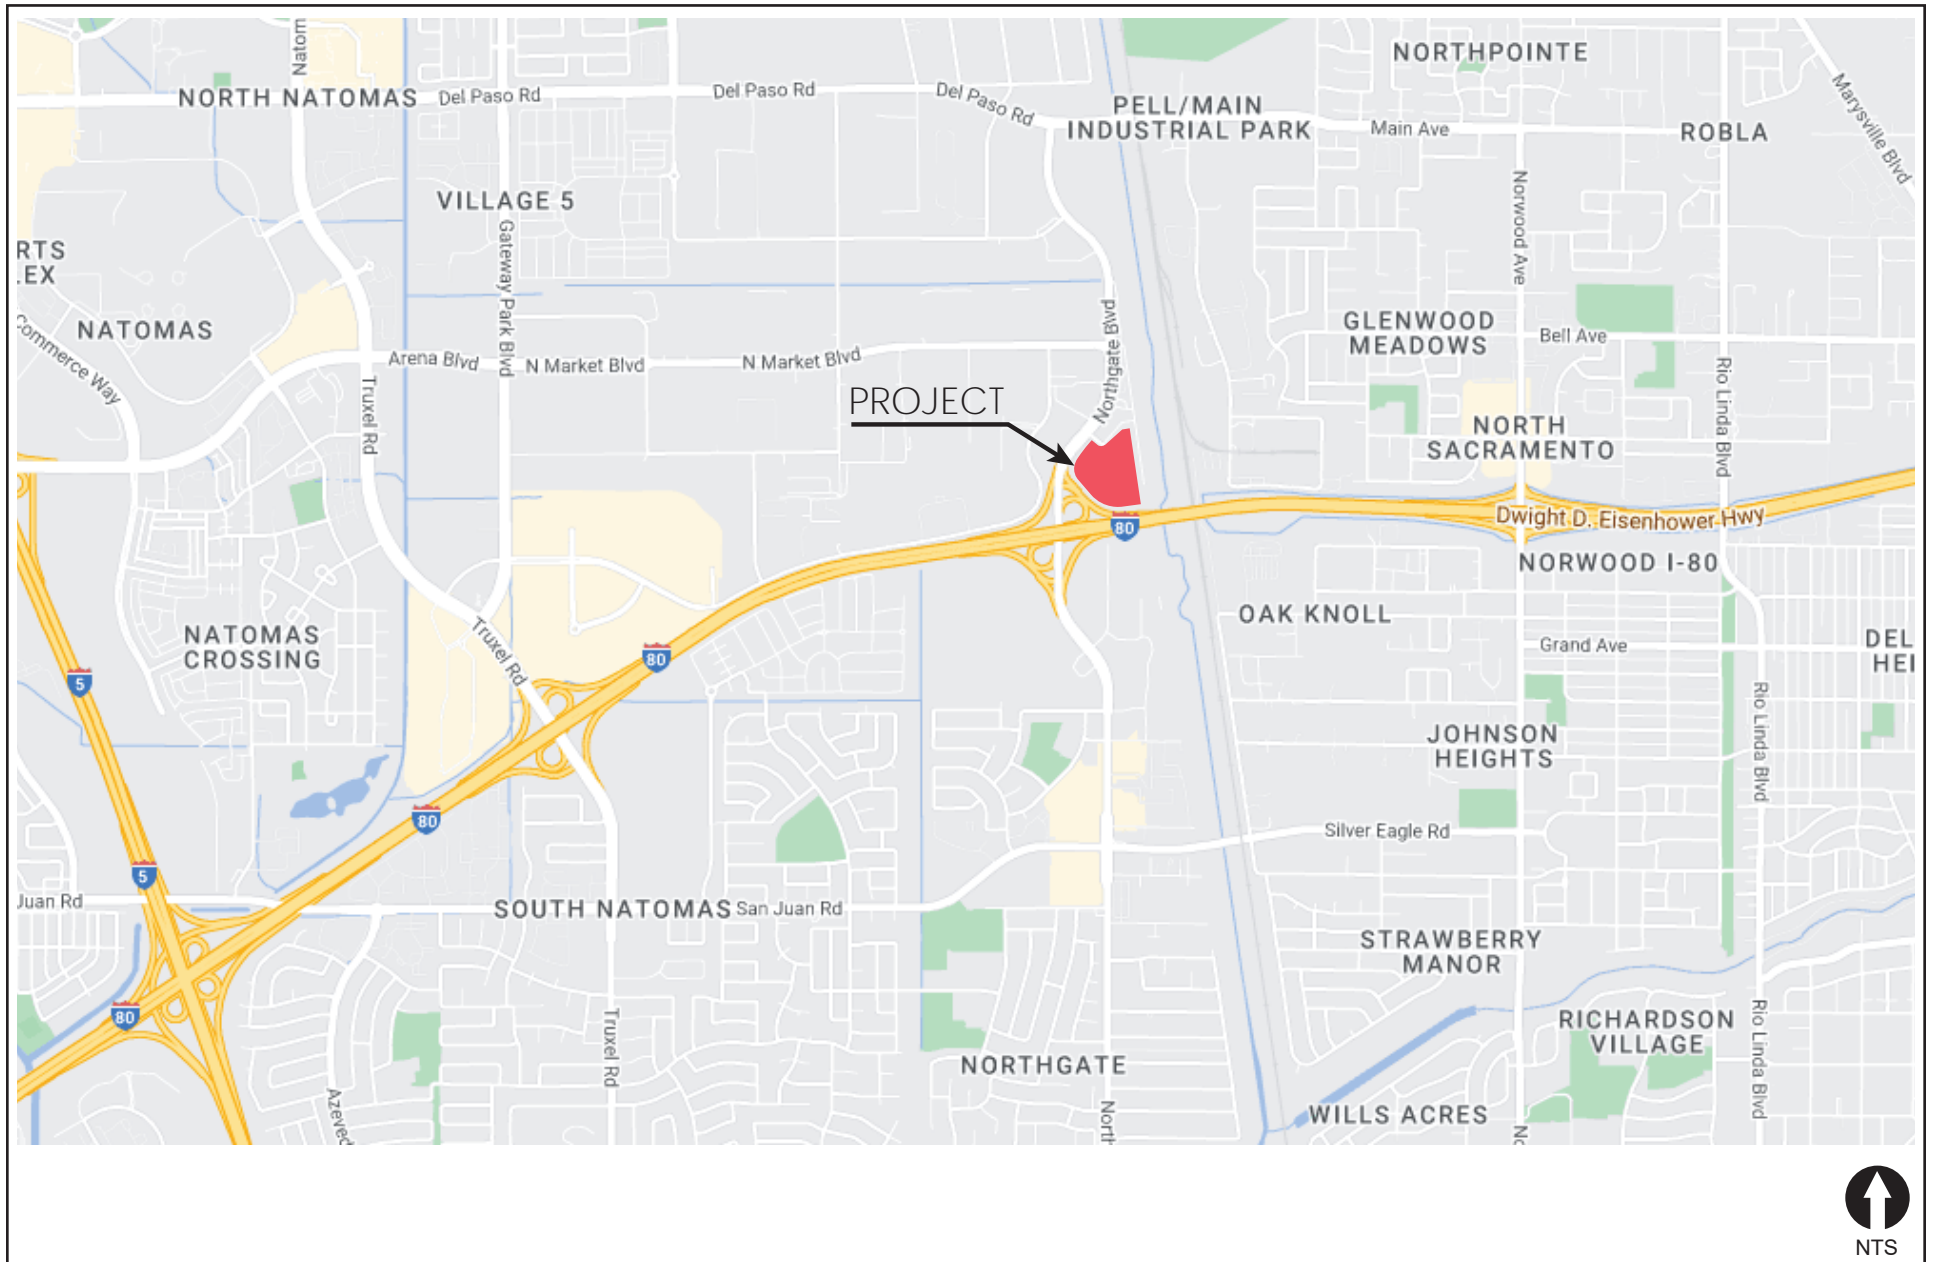 Natom
NORTHPOINTE
NORTH NATOMAS
Del Paso Rd
Del Paso Rd
Del Paso Rd
PELL/MAIN
INDUSTRIAL PARK
Main Ave
ROBLA
Marysville Blvd
VILLAGE 5
Gateway Park Blvd
Norwood Ave
RTS
LEX
NATOMAS
Commerce Way
Arena Blvd
N Market Blvd
N Market Blvd
Northgate Blvd
GLENWOOD
MEADOWS
Bell Ave
Truxel Rd
PROJECT
Rio Linda Blvd
NORTH
SACRAMENTO
80
Dwight D. Eisenhower Hwy
NORWOOD I-80
OAK KNOLL
NATOMAS
CROSSING
Truxel Rd
80
Grand Ave
DEL
HEI
5
JOHNSON
HEIGHTS
Rio Linda Blvd
80
Silver Eagle Rd
5
Juan Rd
SOUTH NATOMAS
San Juan Rd
STRAWBERRY
MANOR
80
Truxel Rd
RICHARDSON
VILLAGE
Rio Linda Blvd
NORTHGATE
Azeved
North
WILLS ACRES
No
NTS